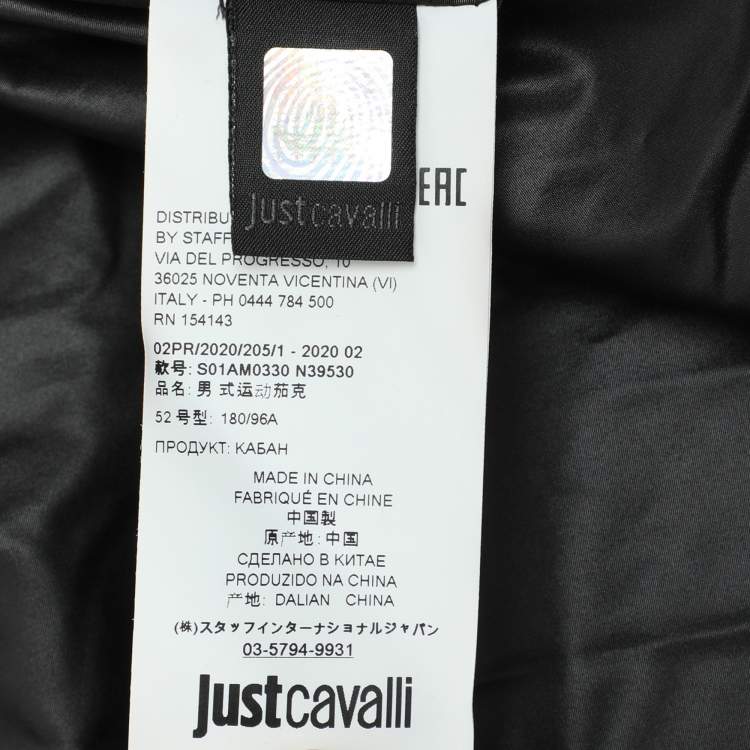 EAC
Justcavalli
DISTRIBU
BY STAFF
VIA DEL PROGRESSO, 10
36025 NOVENTA VICENTINA (VI)
ITALY - PH 0444 784 500
RN 154143
02PR/2020/205/1 - 2020 02
款号: S01AM0330 N39530
品名: 男 式运动茄克
52 号型: 180/96A
ПРОДУКТ: КАБАН
MADE IN CHINA
FABRIQUÉ EN CHINE
中国製
原产地: 中国
СДЕЛАНО В КИТАЕ
PRODUZIDO NA CHINA
产地: DALIAN CHINA
(株)スタッフインターナショナルジャパン
03-5794-9931
Justcavalli